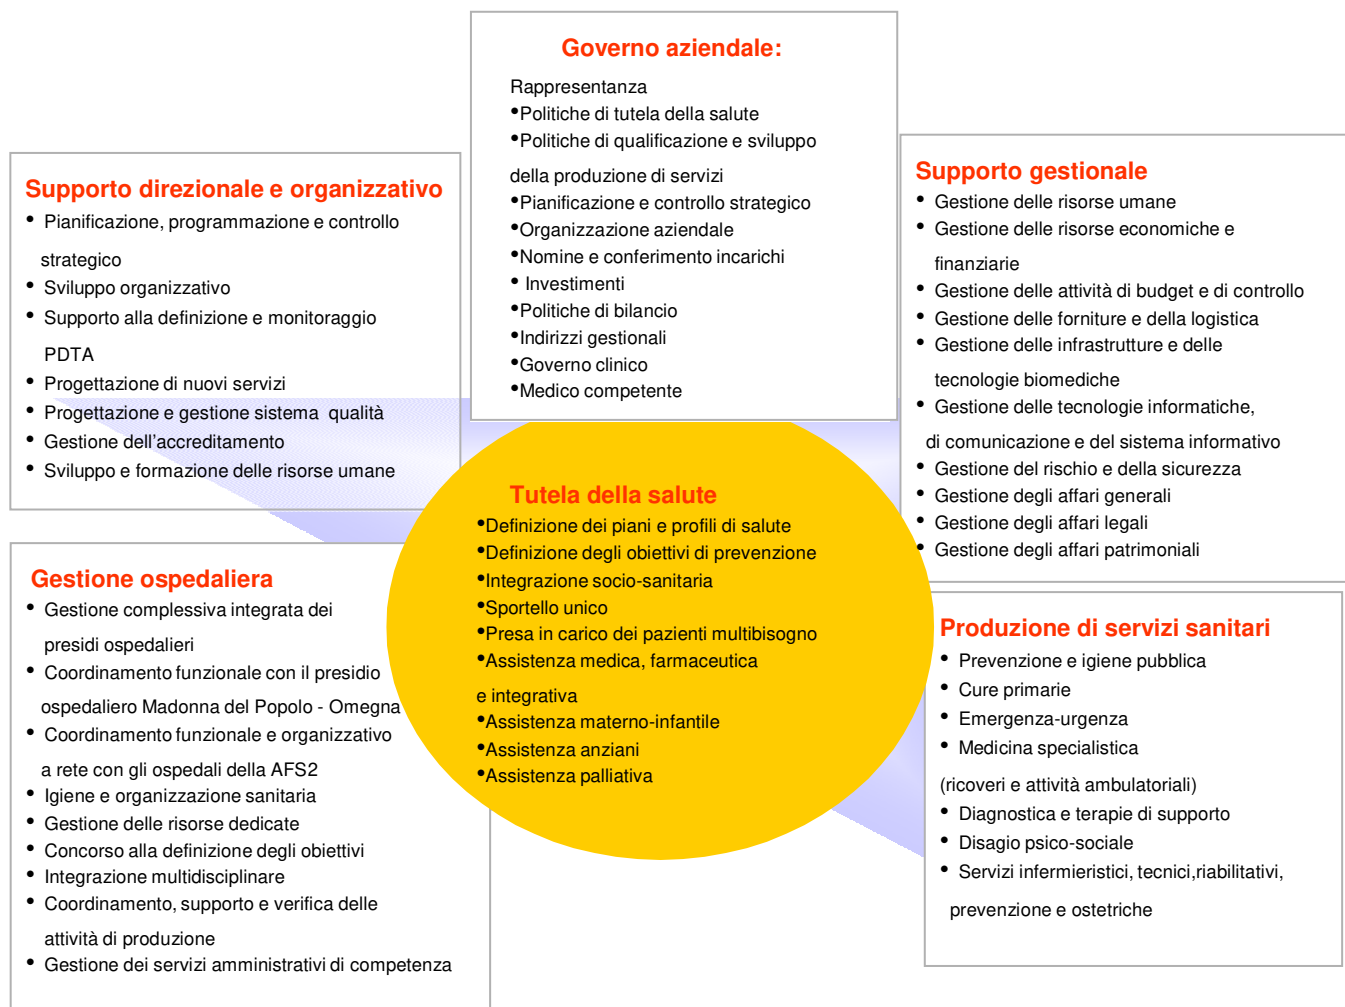 Governo aziendale:
Rappresentanza
•Politiche di tutela della salute
•Politiche di qualificazione e sviluppo
della produzione di servizi
•Pianificazione e controllo strategico
•Organizzazione aziendale
•Nomine e conferimento incarichi
• Investimenti
•Politiche di bilancio
•Indirizzi gestionali
•Governo clinico
•Medico competente
Supporto direzionale e organizzativo
• Pianificazione, programmazione e controllo
strategico
• Sviluppo organizzativo
• Supporto alla definizione e monitoraggio
PDTA
• Progettazione di nuovi servizi
• Progettazione e gestione sistema qualità
• Gestione dell'accreditamento
• Sviluppo e formazione delle risorse umane
Supporto gestionale
• Gestione delle risorse umane
• Gestione delle risorse economiche e
finanziarie
• Gestione delle attività di budget e di controllo
• Gestione delle forniture e della logistica
• Gestione delle infrastrutture e delle
tecnologie biomediche
• Gestione delle tecnologie informatiche,
di comunicazione e del sistema informativo
• Gestione del rischio e della sicurezza
• Gestione degli affari generali
• Gestione degli affari legali
• Gestione degli affari patrimoniali
Tutela della salute
•Definizione dei piani e profili di salute
•Definizione degli obiettivi di prevenzione
•Integrazione socio-sanitaria
•Sportello unico
•Presa in carico dei pazienti multibisogno
•Assistenza medica, farmaceutica
e integrativa
•Assistenza materno-infantile
•Assistenza anziani
•Assistenza palliativa
Gestione ospedaliera
• Gestione complessiva integrata dei
presidi ospedalieri
• Coordinamento funzionale con il presidio
ospedaliero Madonna del Popolo - Omegna
• Coordinamento funzionale e organizzativo
a rete con gli ospedali della AFS2
• Igiene e organizzazione sanitaria
• Gestione delle risorse dedicate
• Concorso alla definizione degli obiettivi
• Integrazione multidisciplinare
• Coordinamento, supporto e verifica delle
attività di produzione
• Gestione dei servizi amministrativi di competenza
Produzione di servizi sanitari
• Prevenzione e igiene pubblica
• Cure primarie
• Emergenza-urgenza
• Medicina specialistica
(ricoveri e attività ambulatoriali)
• Diagnostica e terapie di supporto
• Disagio psico-sociale
• Servizi infermieristici, tecnici,riabilitativi,
prevenzione e ostetriche